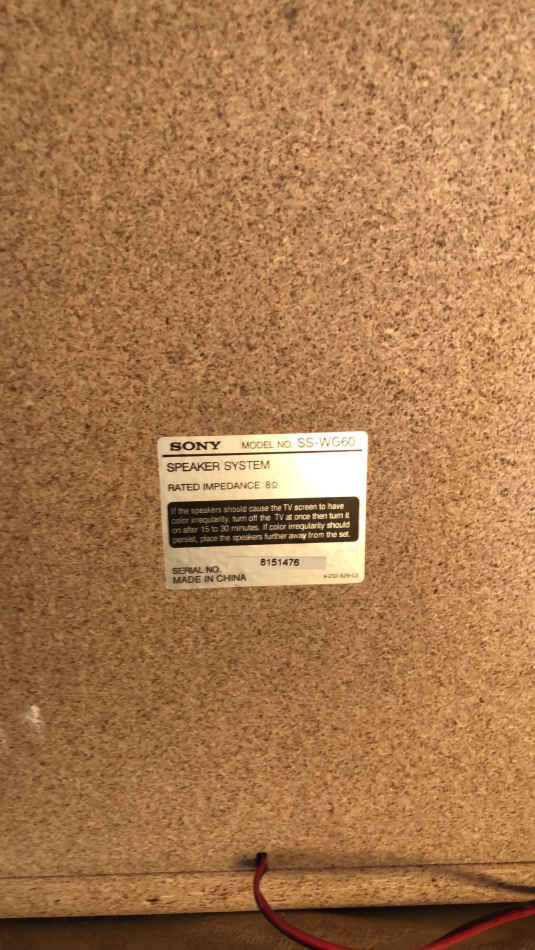 SONY MODEL NO. SS-WG60
SPEAKER SYSTEM
RATED IMPEDANCE: 8Ω
If the speakers should cause the TV screen to have
color irregularity, turn off the TV at once then turn it
on after 15 to 30 minutes. If color irregularity should
persist, place the speakers further away from the set.
6151476
SERIAL NO.
MADE IN CHINA